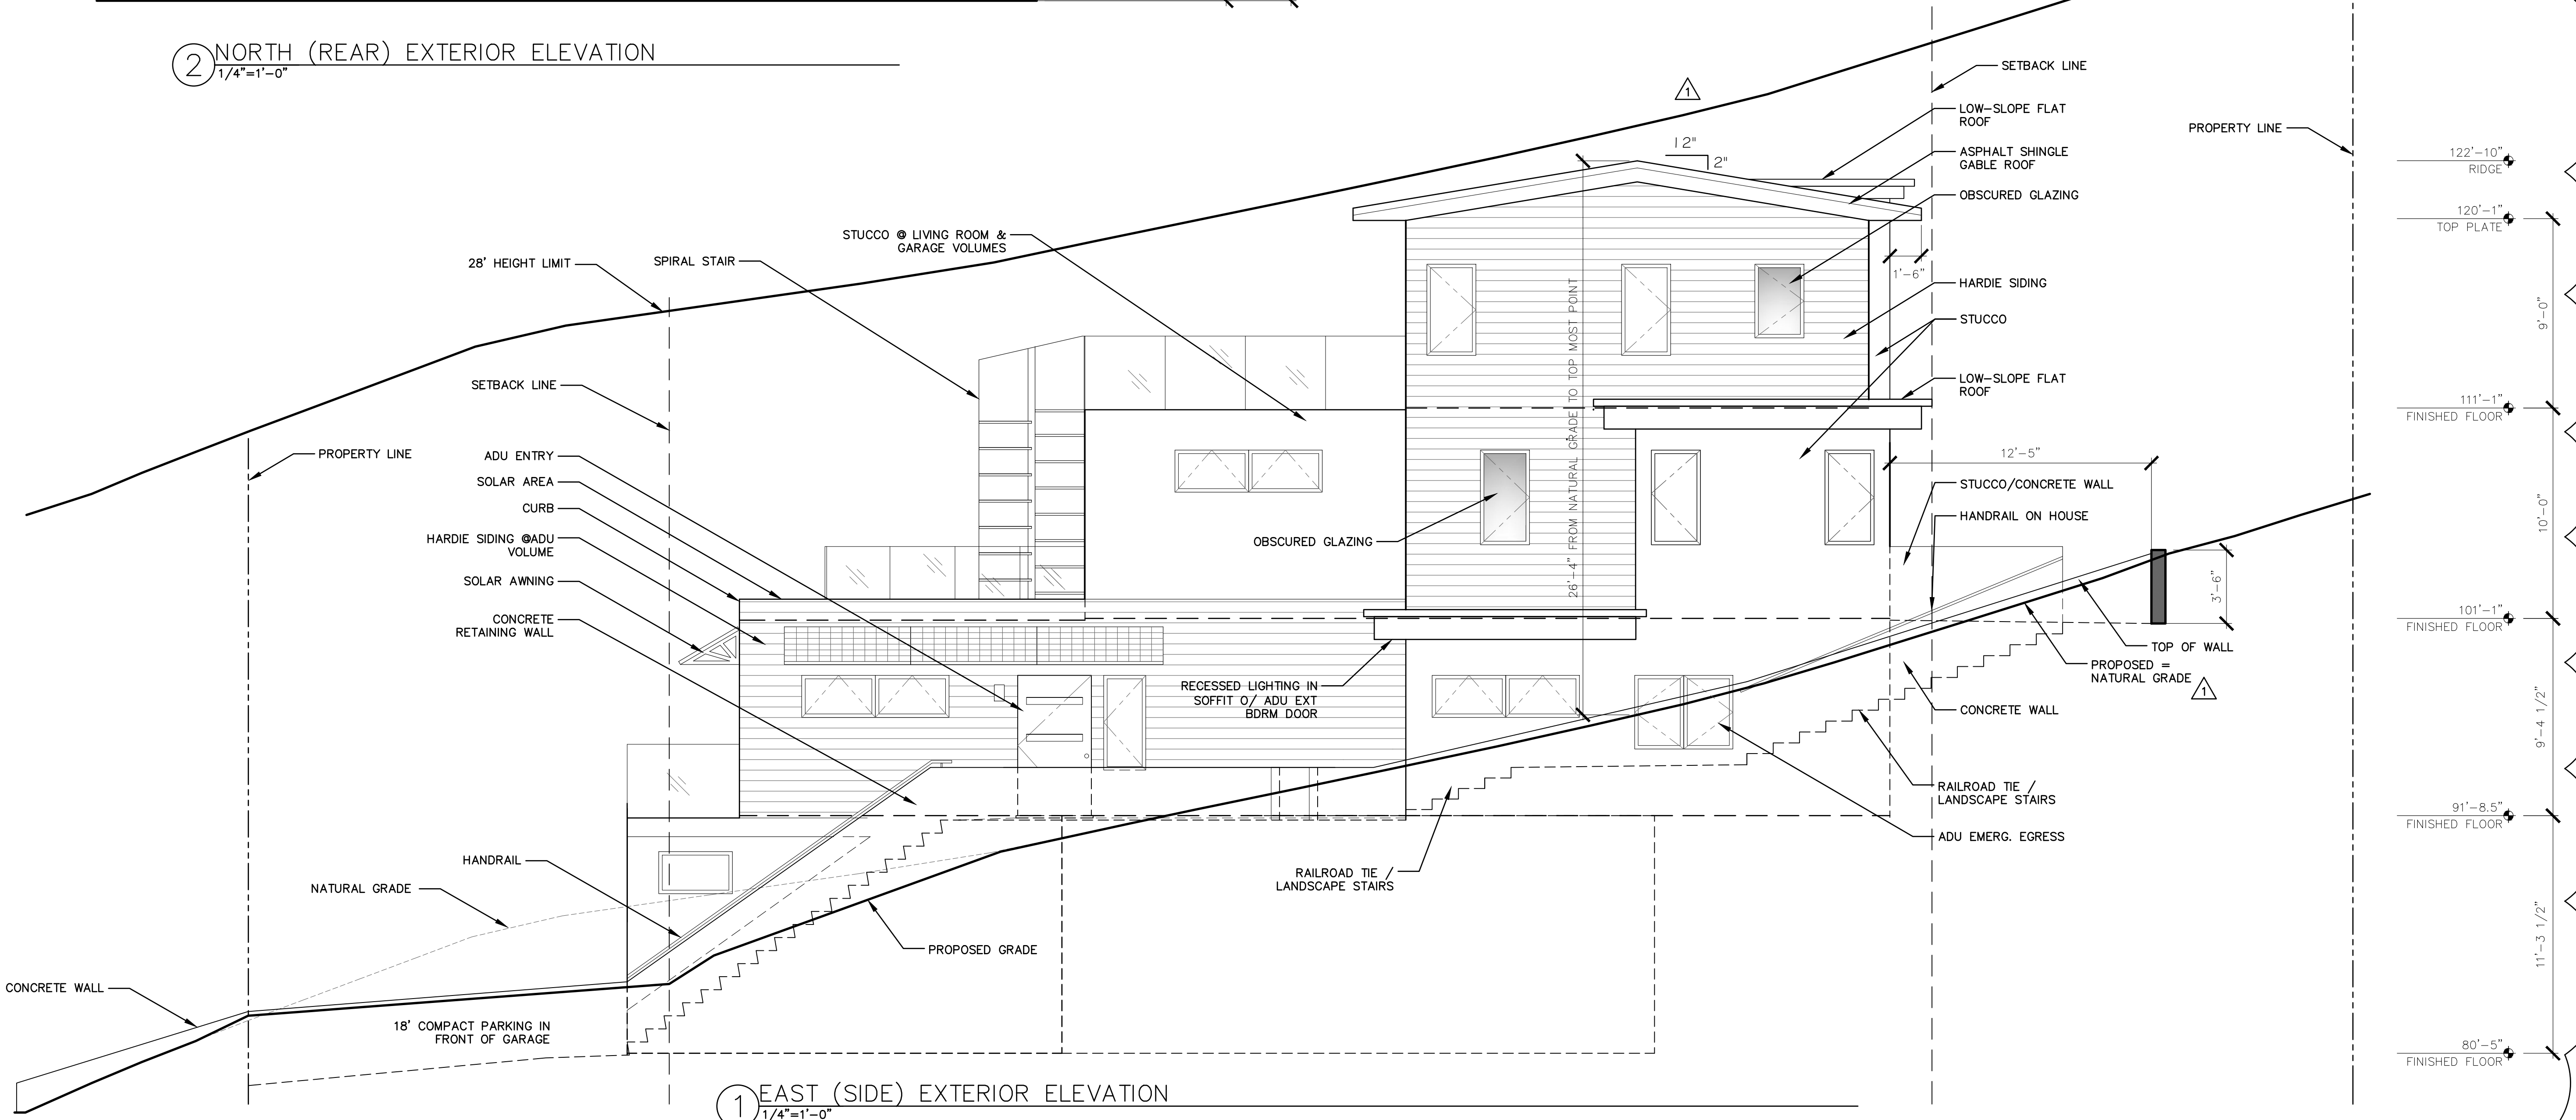 2
NORTH (REAR) EXTERIOR ELEVATION
1/4"=1'-0"
SETBACK LINE
LOW-SLOPE FLAT
ROOF
ASPHALT SHINGLE
GABLE ROOF
OBSCURED GLAZING
HARDIE SIDING
STUCCO
LOW-SLOPE FLAT
ROOF
PROPERTY LINE
1
12"
2"
1'-6"
STUCCO @ LIVING ROOM &
GARAGE VOLUMES
28' HEIGHT LIMIT
SPIRAL STAIR
SETBACK LINE
PROPERTY LINE
ADU ENTRY
SOLAR AREA
CURB
HARDIE SIDING @ADU
VOLUME
SOLAR AWNING
CONCRETE
RETAINING WALL
OBSCURED GLAZING
26'-4" FROM NATURAL GRADE TO TOP MOST POINT
12'-5"
STUCCO/CONCRETE WALL
HANDRAIL ON HOUSE
3'-6"
TOP OF WALL
PROPOSED =
NATURAL GRADE
1
RECESSED LIGHTING IN
SOFFIT O/ ADU EXT
BDRM DOOR
CONCRETE WALL
RAILROAD TIE /
LANDSCAPE STAIRS
ADU EMERG. EGRESS
RAILROAD TIE /
LANDSCAPE STAIRS
HANDRAIL
NATURAL GRADE
PROPOSED GRADE
CONCRETE WALL
18' COMPACT PARKING IN
FRONT OF GARAGE
122'-10"
RIDGE
120'-1"
TOP PLATE
9'-0"
111'-1"
FINISHED FLOOR
10'-0"
101'-1"
FINISHED FLOOR
9'-4 1/2"
91'-8.5"
FINISHED FLOOR
11'-3 1/2"
80'-5"
FINISHED FLOOR
1
EAST (SIDE) EXTERIOR ELEVATION
1/4"=1'-0"